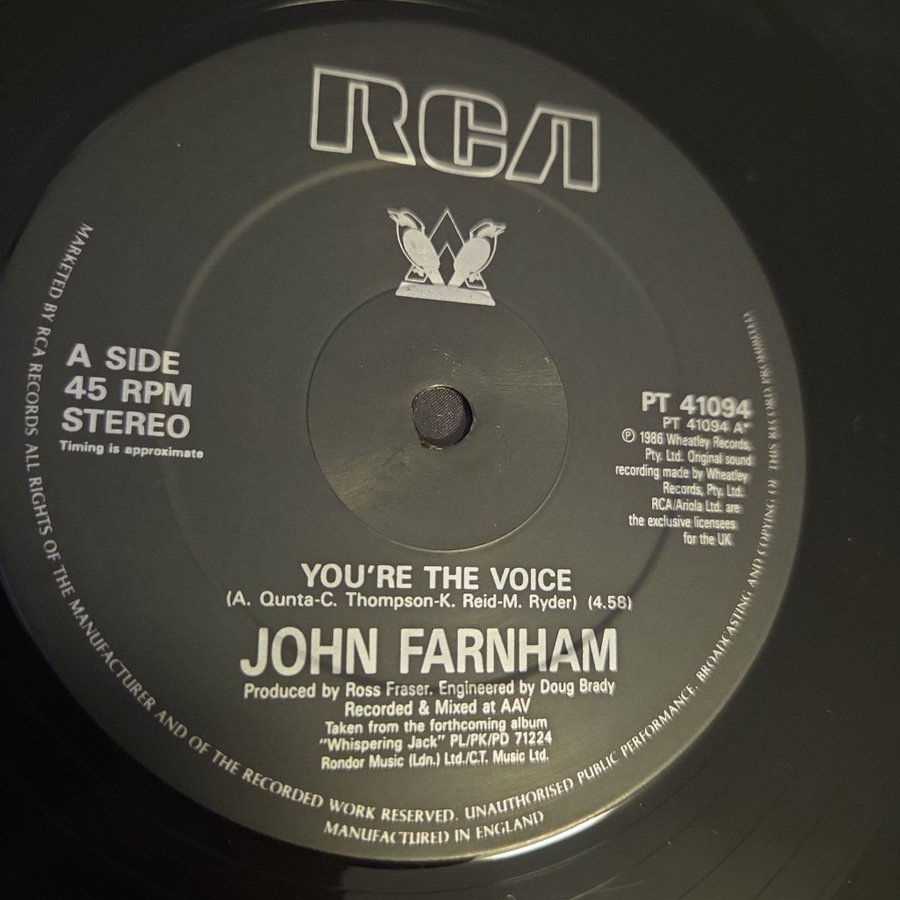 RCA
A SIDE
45 RPM
STEREO
Timing is approximate
PT 41094
PT 41094 A*
Ⓟ 1986 Wheatley Records,
Pty. Ltd. Original sound
recording made by Wheatley
Records, Pty. Ltd.
RCA/Ariola Ltd. are
the exclusive licensees
for the UK
YOU'RE THE VOICE
(A. Qunta-C. Thompson-K. Reid-M. Ryder) (4.58)
JOHN FARNHAM
Produced by Ross Fraser. Engineered by Doug Brady
Recorded & Mixed at AAV
Taken from the forthcoming album
"Whispering Jack" PL/PK/PD 71224
Rondor Music (Ldn.) Ltd./C.T. Music Ltd.
MARKETED BY RCA RECORDS. ALL RIGHTS OF THE MANUFACTURER AND OF THE RECORDED WORK RESERVED. UNAUTHORISED PUBLIC PERFORMANCE, BROADCASTING AND COPYING OF THIS RECORD PROHIBITED
MANUFACTURED IN ENGLAND